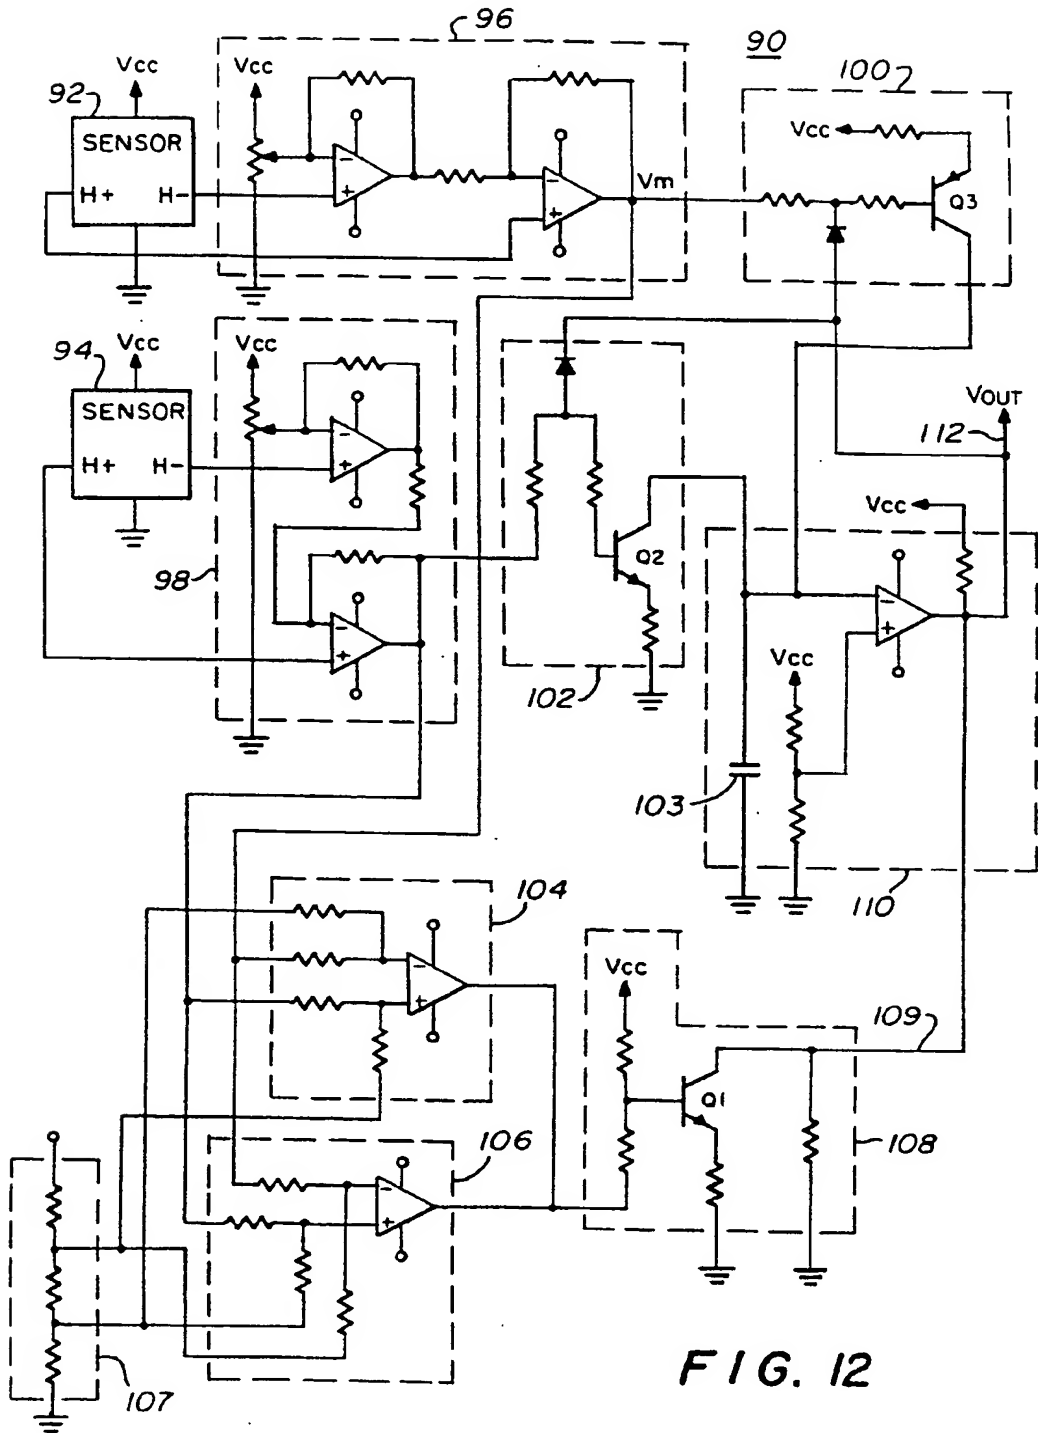 96
90
Vcc
Vcc
100
92
SENSOR
H+ H-
-
+
-
+
Vm
Vcc
Q3
94
Vcc
SENSOR
H+ H-
Vcc
-
+
-
+
98
Q2
102
VOUT
112
Vcc
-
+
Vcc
103
110
104
-
+
Vcc
Q1
109
108
106
-
+
107
FIG. 12